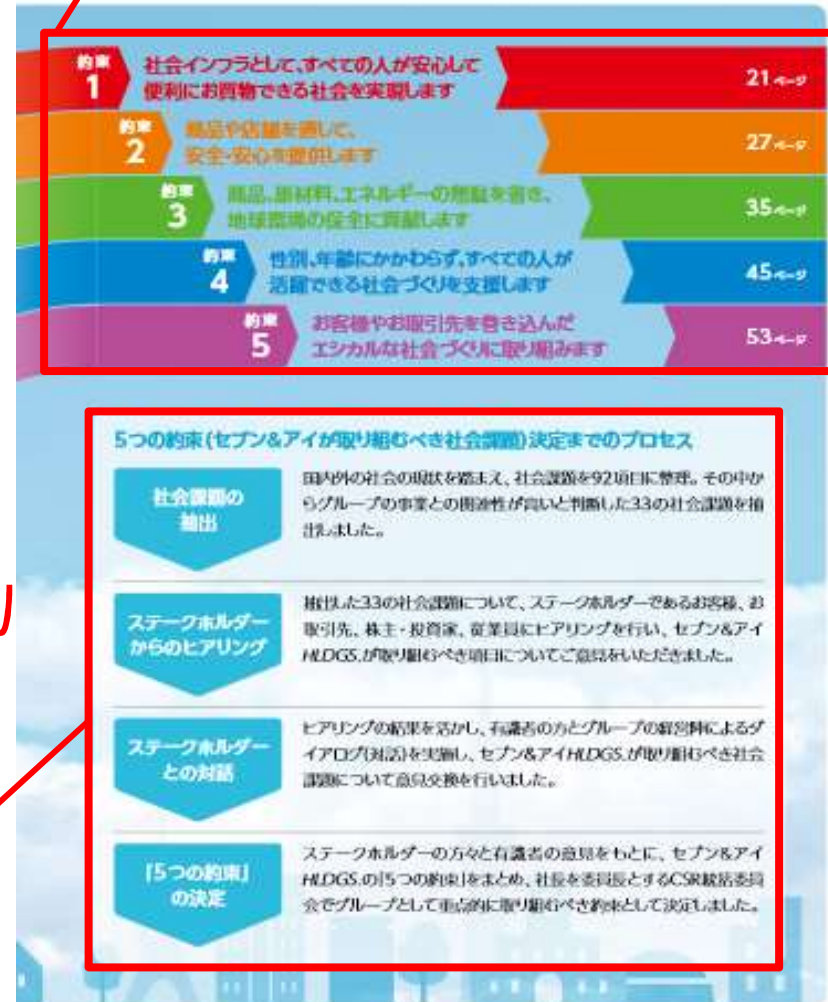 約束
1
社会インフラとして、すべての人が安心して
便利にお買物できる社会を実現します
21ページ
約束
2
商品や店舗を通して、
安全・安心を提供します
27ページ
約束
3
商品、原材料、エネルギーの無駄を省き、
地球環境の保全に貢献します
35ページ
約束
4
性別、年齢にかかわらず、すべての人が
活躍できる社会づくりを支援します
45ページ
約束
5
お客様やお取引先を巻き込んだ
エシカルな社会づくりに取り組みます
53ページ
5つの約束(セブン&アイが取り組むべき社会課題)決定までのプロセス
社会課題の
抽出
国内外の社会の現状を踏まえ、社会課題を92項目に整理。その中か
らグループの事業との関連性が高いと判断した33の社会課題を抽
出しました。
ステークホルダー
からのヒアリング
抽出した33の社会課題について、ステークホルダーであるお客様、お
取引先、株主・投資家、従業員にヒアリングを行い、セブン&アイ
HLDGS.が取り組むべき項目についてご意見をいただきました。
ステークホルダー
との対話
ヒアリングの結果を活かし、有識者の方とグループの経営陣によるダ
イアログ(対話)を実施し、セブン&アイHLDGS.が取り組むべき社会
課題について意見交換を行いました。
「5つの約束」
の決定
ステークホルダーの方々と有識者の意見をもとに、セブン&アイ
HLDGS.の「5つの約束」をまとめ、社長を委員長とするCSR統括委員
会でグループとして重点的に取り組むべき約束として決定しました。